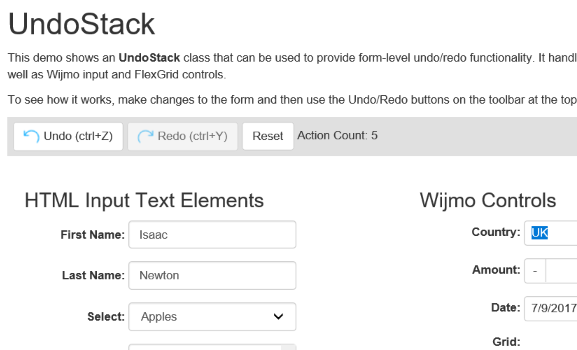 UndoStack
This demo shows an UndoStack class that can be used to provide form-level undo/redo functionality. It handl
well as Wijmo input and FlexGrid controls.
To see how it works, make changes to the form and then use the Undo/Redo buttons on the toolbar at the top
Undo (ctrl+Z) Redo (ctrl+Y) Reset Action Count: 5
HTML Input Text Elements Wijmo Controls
First Name: Isaac Country: UK
Last Name: Newton Amount: -
Select: Apples Date: 7/9/2017
Grid: